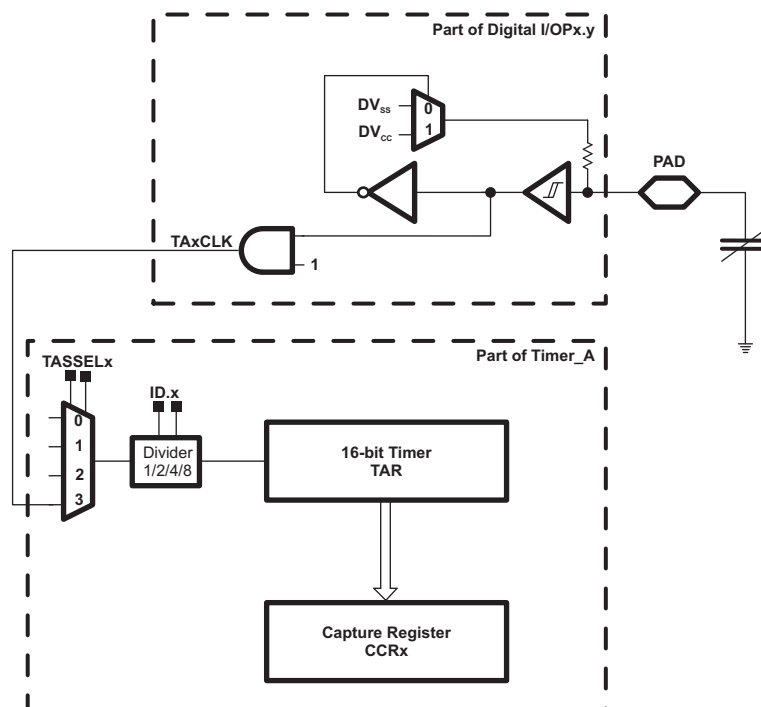 Part of Digital I/OPx.y
DVss
0
DVcc
1
PAD
TAxCLK
1
Part of Timer_A
TASSELx
ID.x
0
1
2
3
Divider
1/2/4/8
16-bit Timer
TAR
Capture Register
CCRx